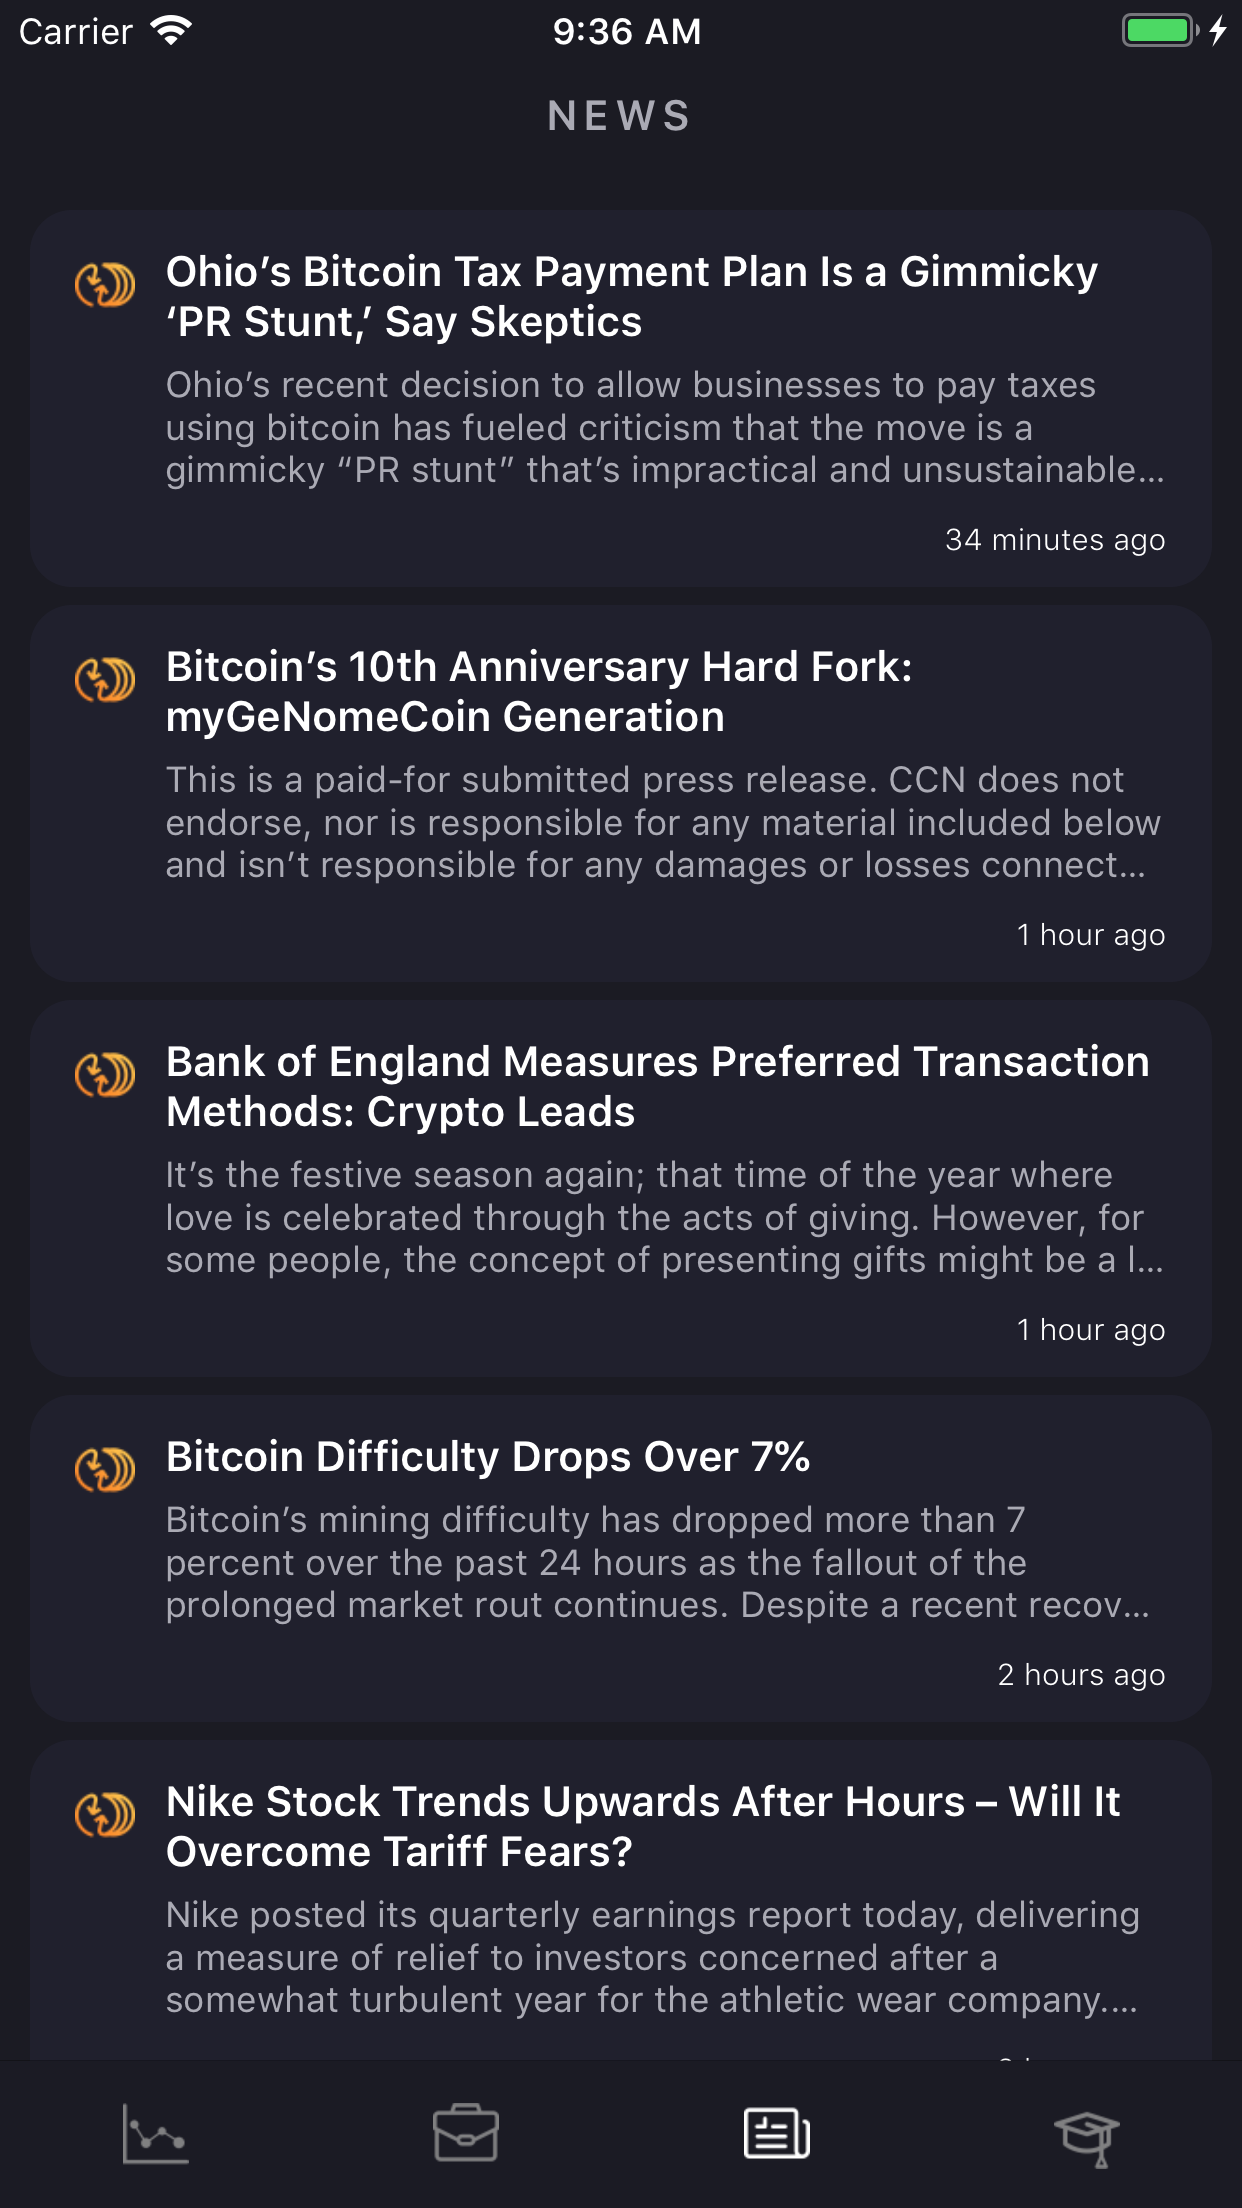 Carrier
9:36 AM
NEWS
Ohio’s Bitcoin Tax Payment Plan Is a Gimmicky
‘PR Stunt,’ Say Skeptics
Ohio’s recent decision to allow businesses to pay taxes
using bitcoin has fueled criticism that the move is a
gimmicky “PR stunt” that’s impractical and unsustainable...
34 minutes ago
Bitcoin’s 10th Anniversary Hard Fork:
myGeNomeCoin Generation
This is a paid-for submitted press release. CCN does not
endorse, nor is responsible for any material included below
and isn’t responsible for any damages or losses connect...
1 hour ago
Bank of England Measures Preferred Transaction
Methods: Crypto Leads
It’s the festive season again; that time of the year where
love is celebrated through the acts of giving. However, for
some people, the concept of presenting gifts might be a l...
1 hour ago
Bitcoin Difficulty Drops Over 7%
Bitcoin’s mining difficulty has dropped more than 7
percent over the past 24 hours as the fallout of the
prolonged market rout continues. Despite a recent recov...
2 hours ago
Nike Stock Trends Upwards After Hours – Will It
Overcome Tariff Fears?
Nike posted its quarterly earnings report today, delivering
a measure of relief to investors concerned after a
somewhat turbulent year for the athletic wear company....